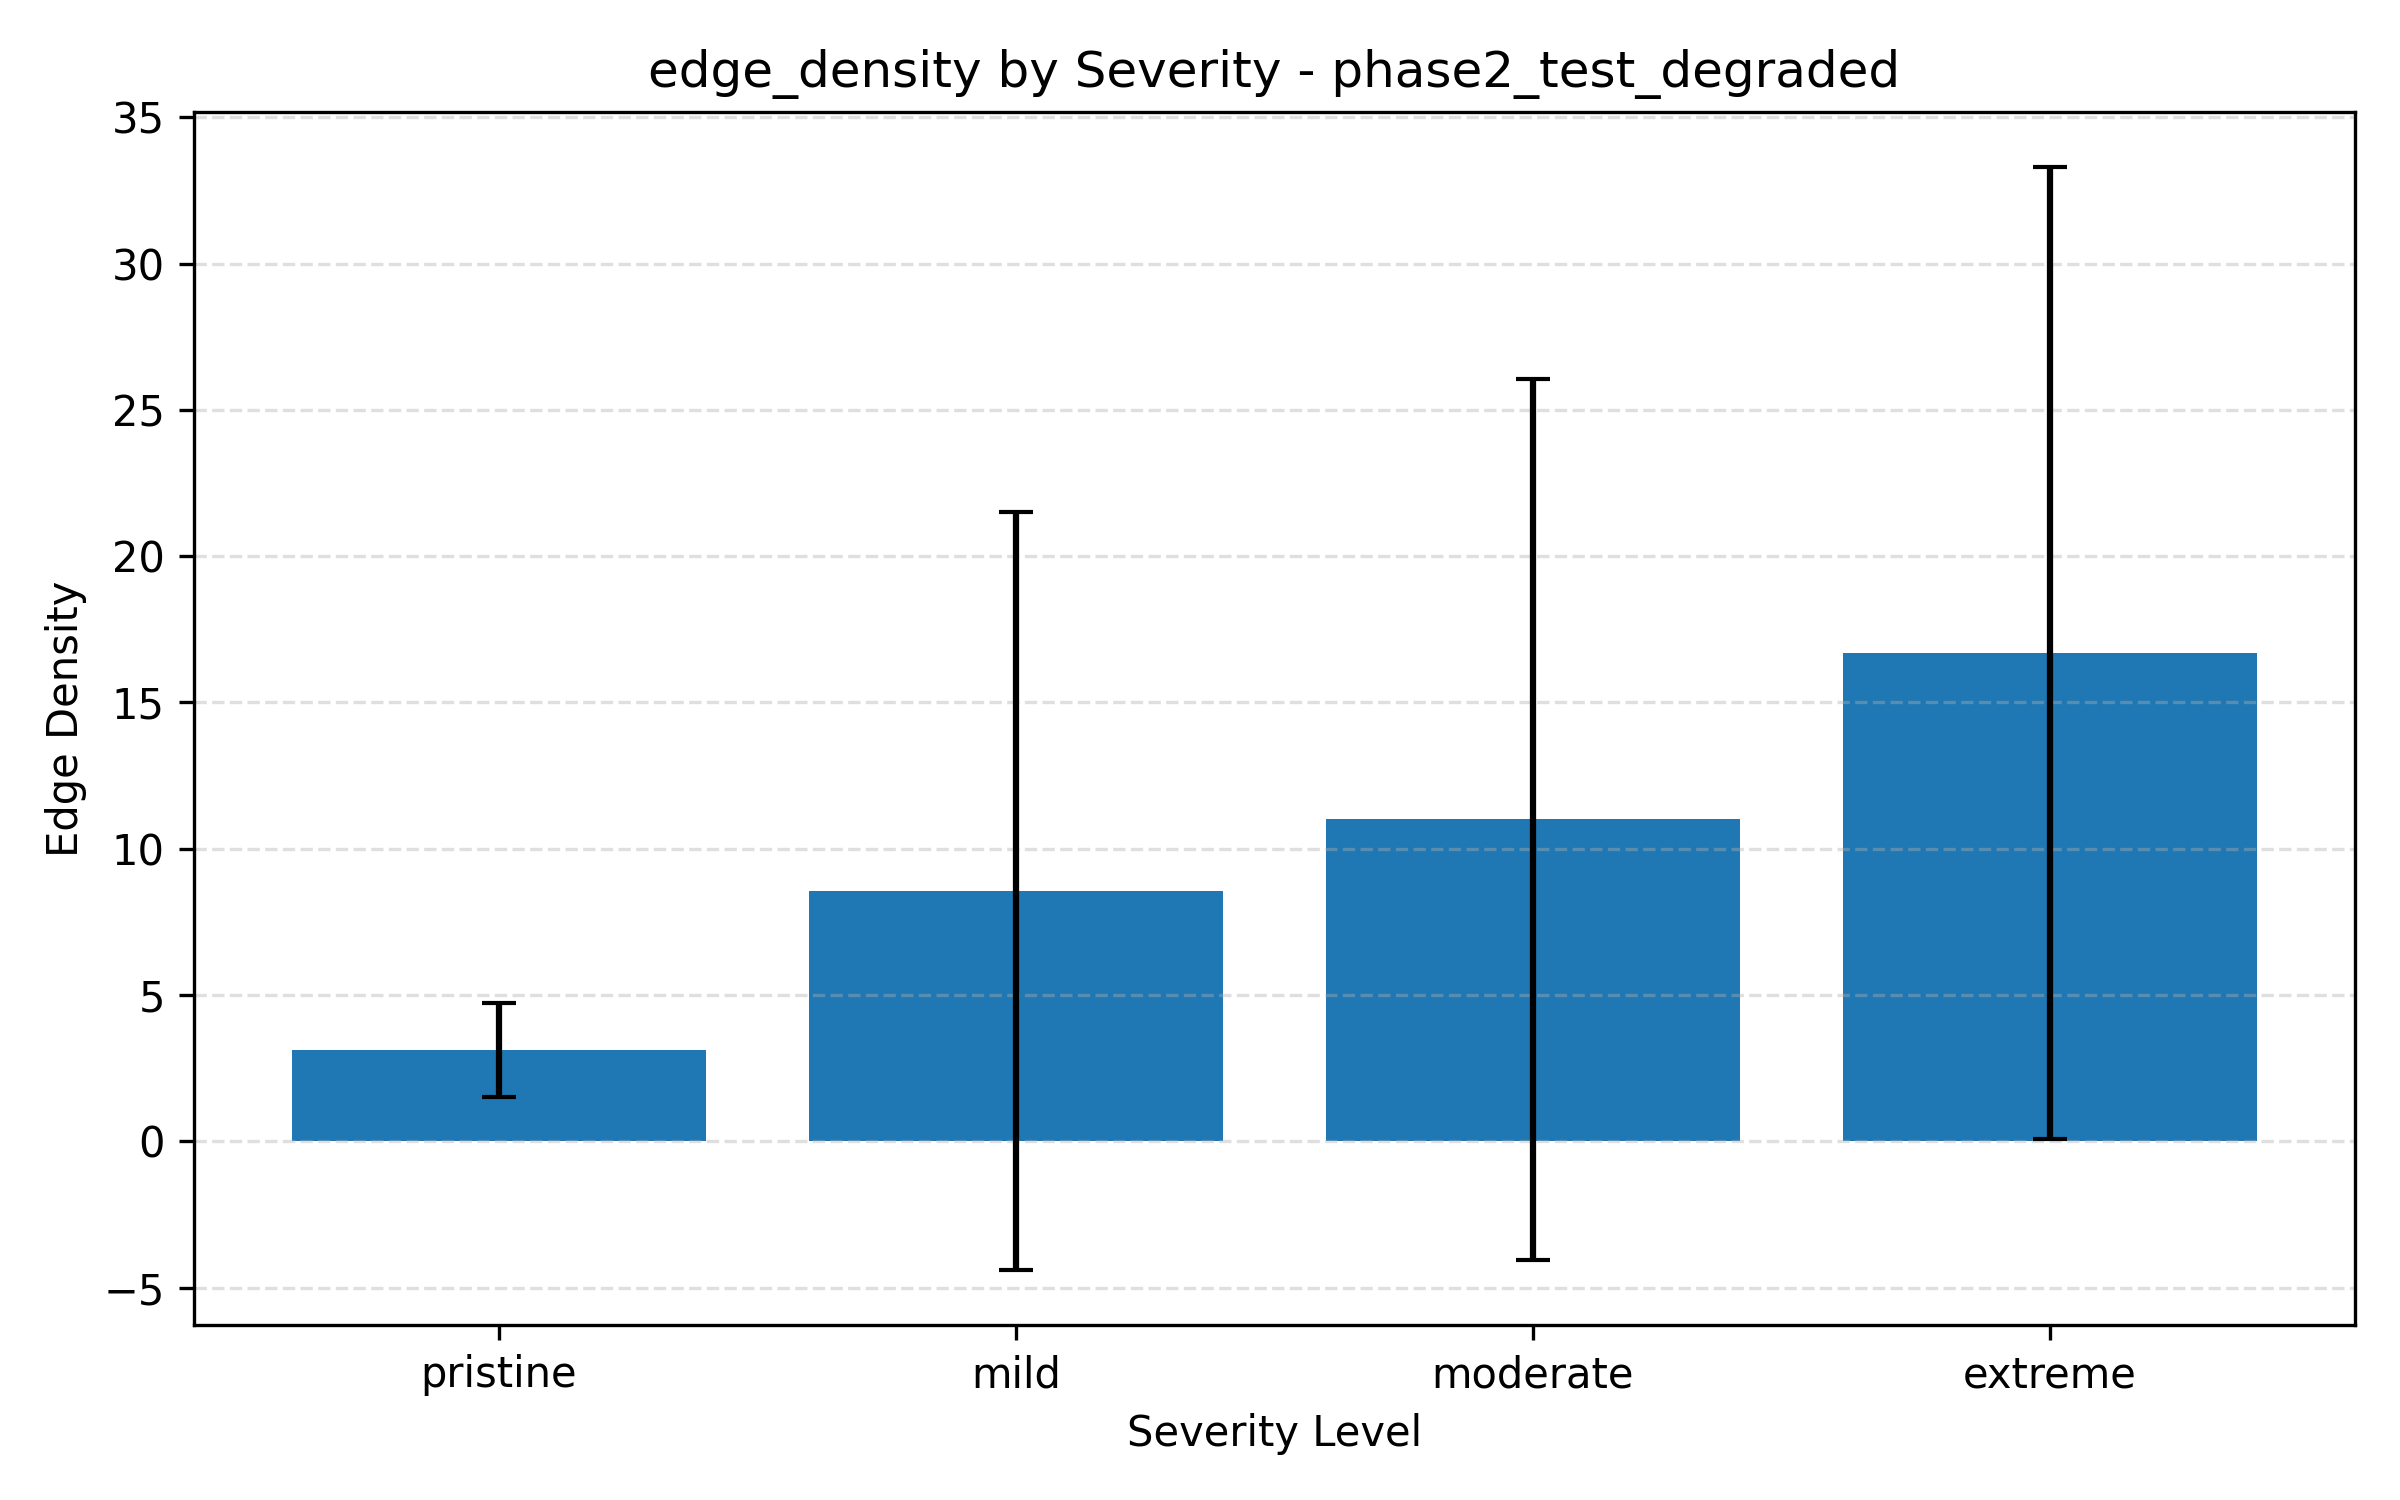 edge_density by Severity - phase2_test_degraded
35
30
25
20
15
10
5
0
−5
Edge Density
pristine
mild
moderate
extreme
Severity Level